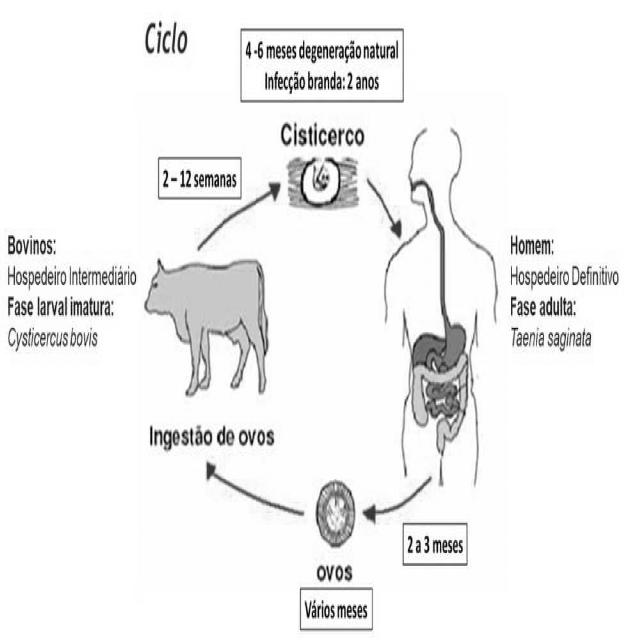 Ciclo
4 -6 meses degeneração natural
Infecção branda: 2 anos
Cisticerco
2 – 12 semanas
Bovinos:
Hospedeiro Intermediário
Fase larval imatura:
Cysticercus bovis
Homem:
Hospedeiro Definitivo
Fase adulta:
Taenia saginata
Ingestão de ovos
2 a 3 meses
ovos
Vários meses